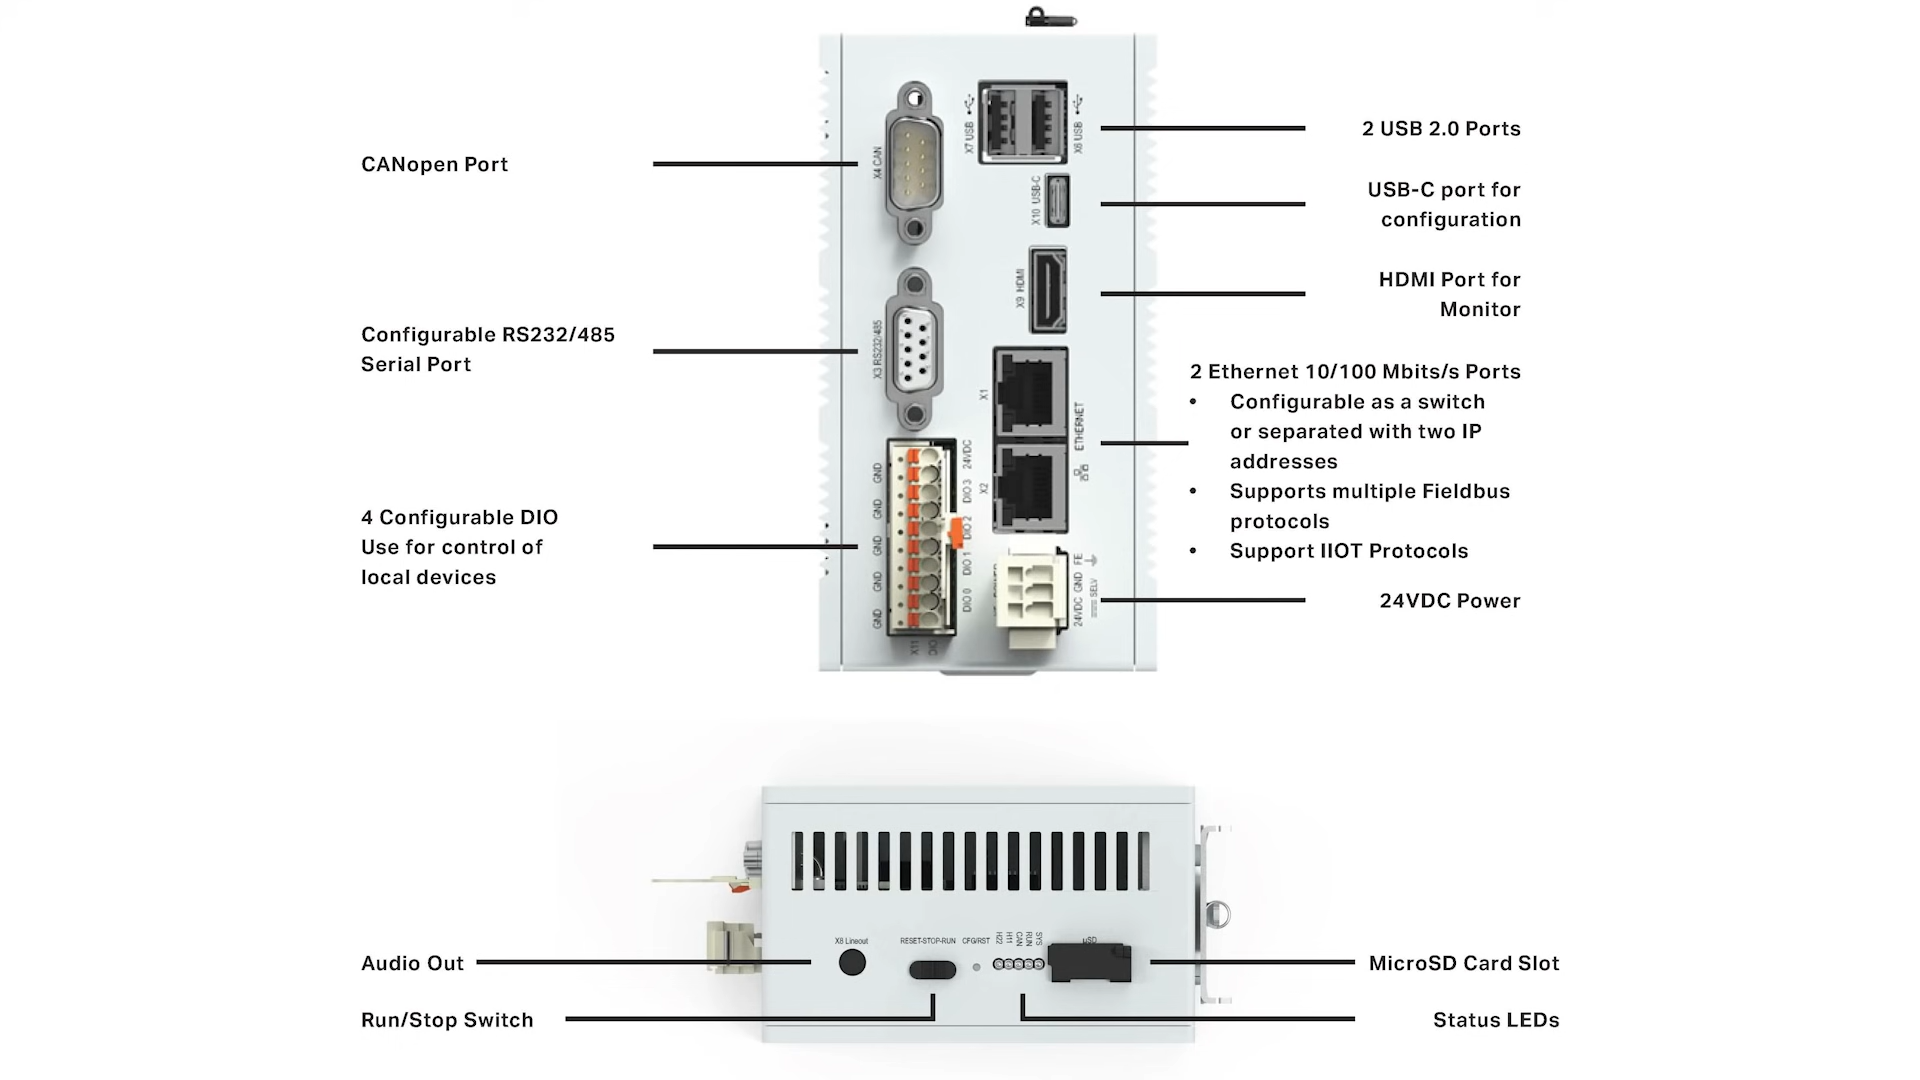 CANopen Port
Configurable RS232/485
Serial Port
4 Configurable DIO
Use for control of
local devices
X4 CAN
X3 RS232/485
GND
GND
GND
GND
GND
24VDC
DIO 3
DIO 2
DIO 1
DIO 0
X11
DIO
X7 USB
X8 USB
X10 USB-C
X9 HDMI
X1
X2
ETHERNET
24VDC GND FE
SELV
2 USB 2.0 Ports
USB-C port for
configuration
HDMI Port for
Monitor
2 Ethernet 10/100 Mbits/s Ports
• Configurable as a switch
or separated with two IP
addresses
• Supports multiple Fieldbus
protocols
• Support IIOT Protocols
24VDC Power
X8 Lineout
RESET-STOP-RUN
CFG/RST
H22
H11
CAN
RUN
SYS
µSD
Audio Out
Run/Stop Switch
MicroSD Card Slot
Status LEDs